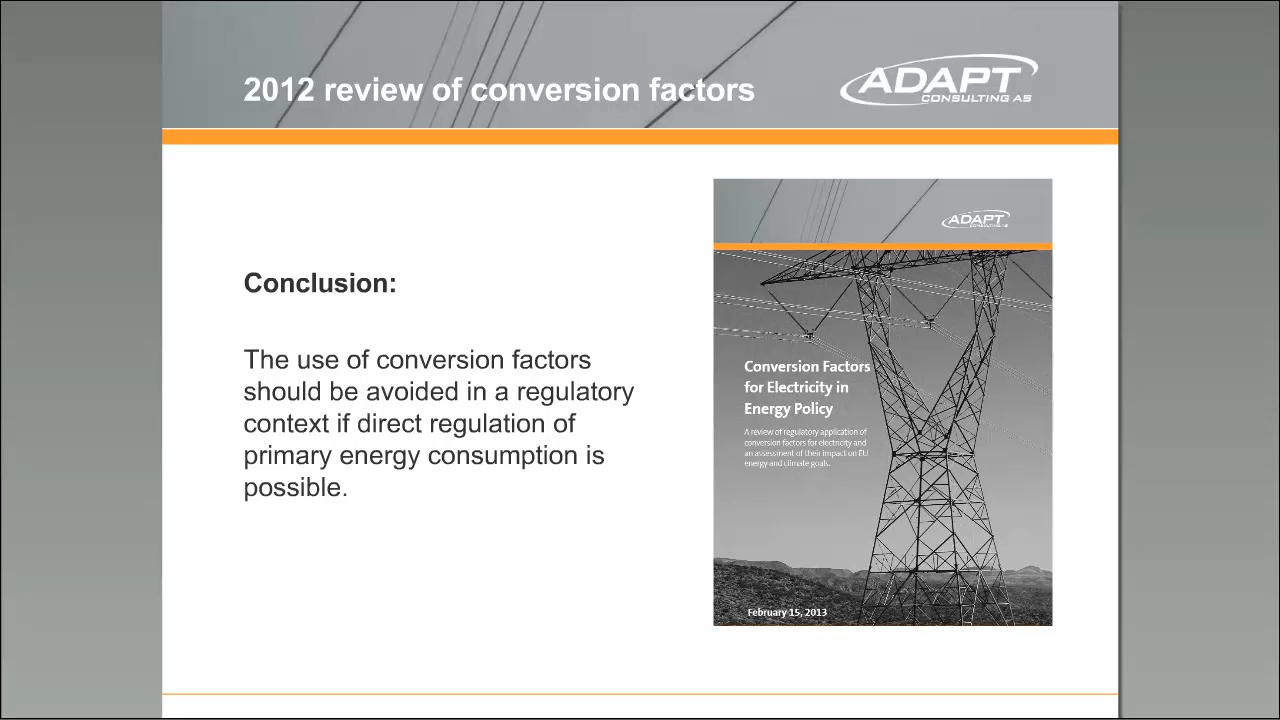 2012 review of conversion factors
ADAPT
CONSULTING AS
Conclusion:
The use of conversion factors
should be avoided in a regulatory
context if direct regulation of
primary energy consumption is
possible.
ADAPT
CONSULTING AS
Conversion Factors
for Electricity in
Energy Policy
A review of regulatory application of
conversion factors for electricity and
an assessment of their impact on EU
energy and climate goals.
February 15, 2013